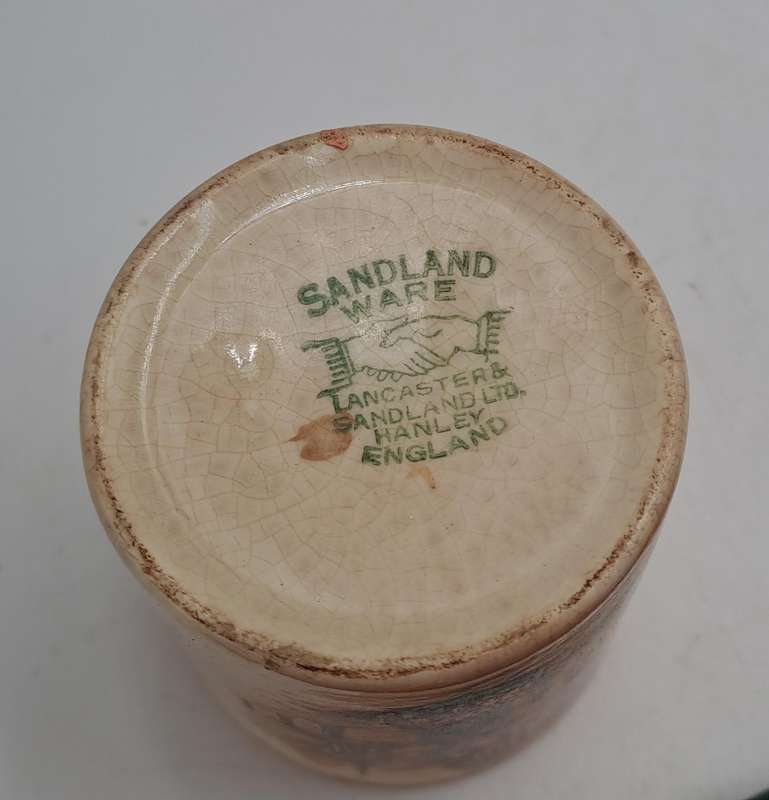 SANDLAND
WARE
LANCASTER &
SANDLAND LTD.
HANLEY
ENGLAND